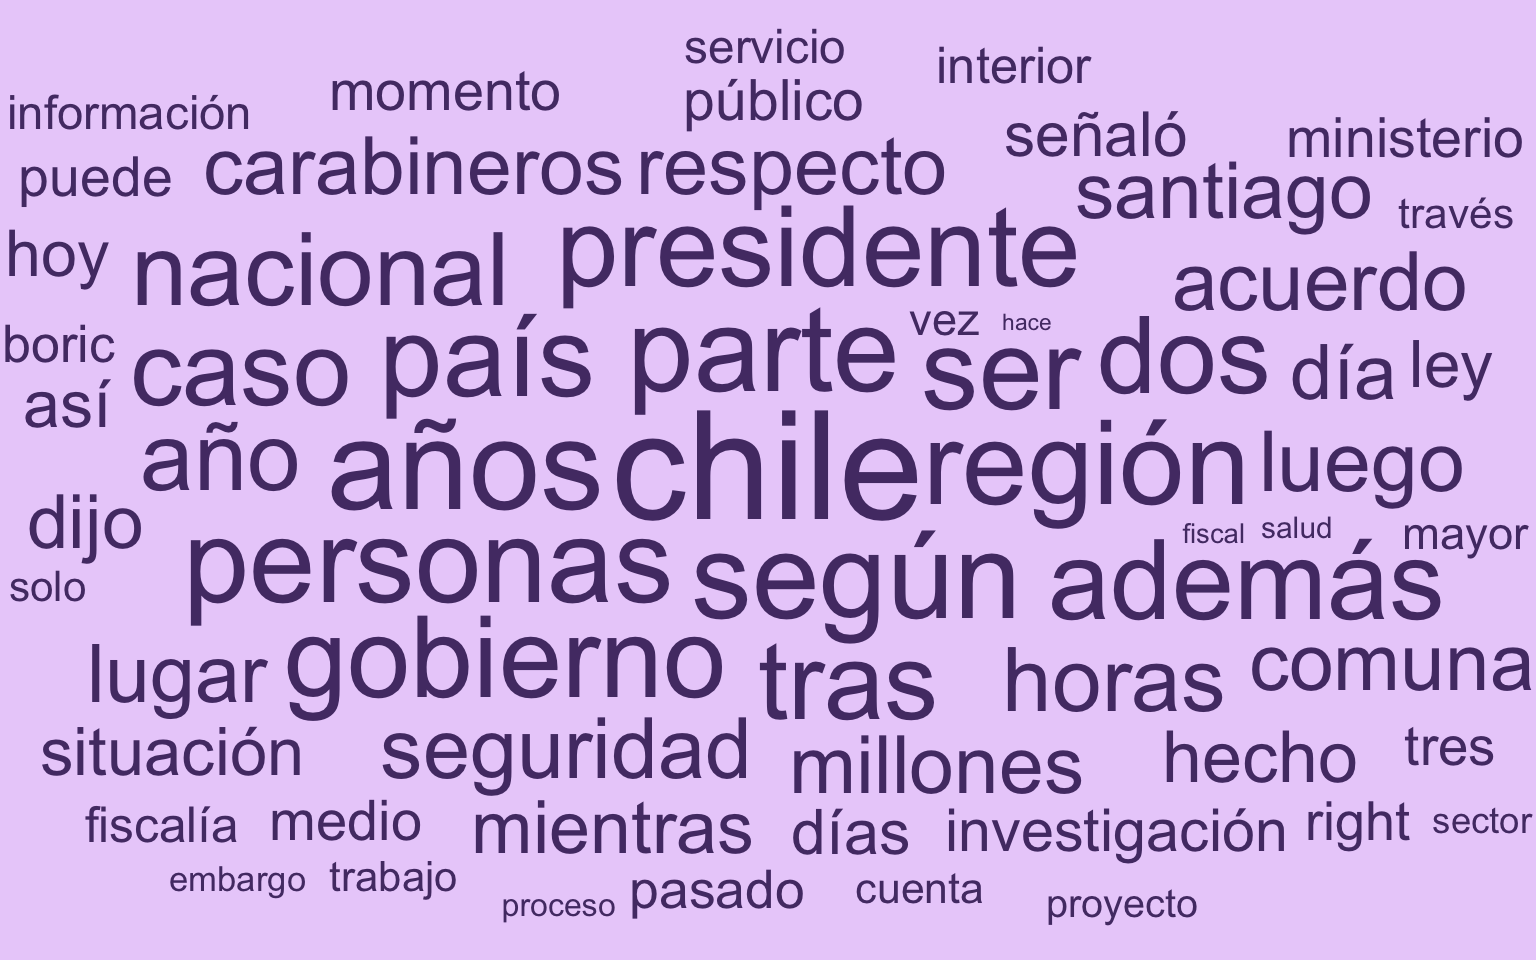 servicio
interior
momento
público
información
señaló
ministerio
puede
carabineros
respecto
santiago
través
hoy
nacional
presidente
acuerdo
boric
caso
país
parte
vez
hace
ser
dos
día
ley
así
año
años
chile
región
luego
dijo
fiscal
salud
mayor
solo
personas
según
además
lugar
gobierno
tras
horas
comuna
situación
seguridad
millones
hecho
tres
fiscalía
medio
mientras
días
investigación
right
sector
embargo
trabajo
proceso
pasado
cuenta
proyecto